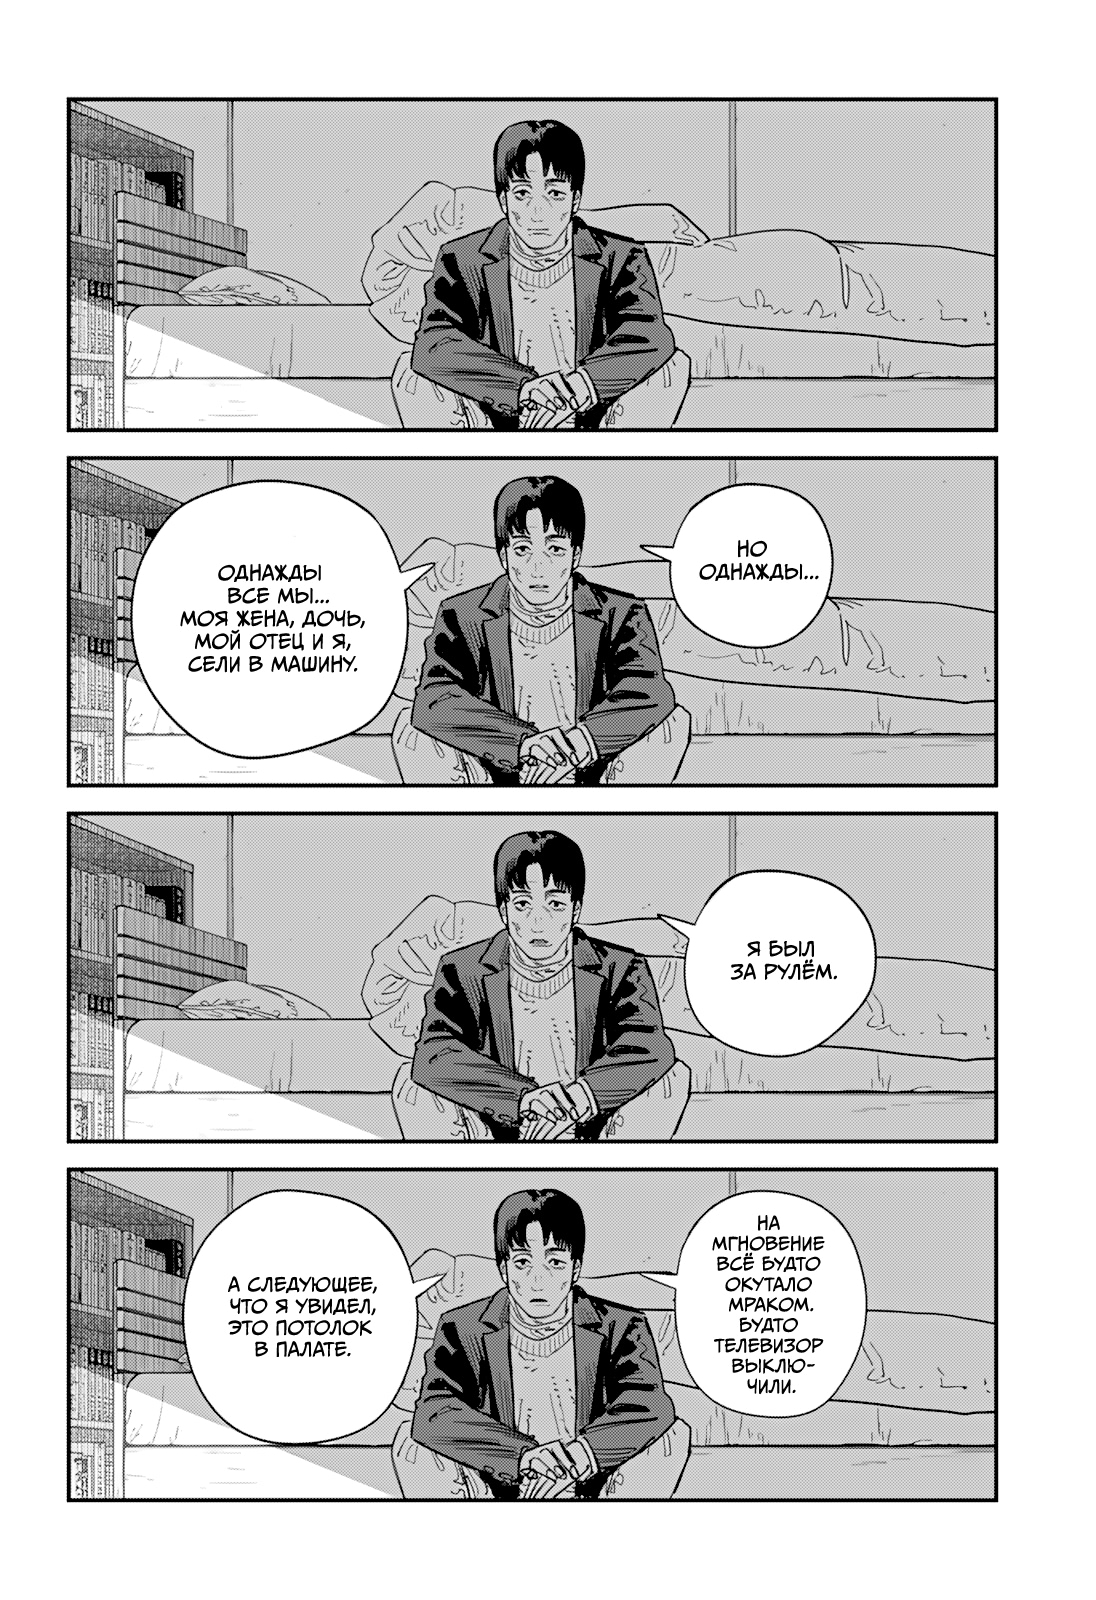 НО
ОДНАЖДЫ...
ОДНАЖДЫ
ВСЕ МЫ...
МОЯ ЖЕНА, ДОЧЬ,
МОЙ ОТЕЦ И Я,
СЕЛИ В МАШИНУ.
Я БЫЛ
ЗА РУЛЁМ.
НА
МГНОВЕНИЕ
ВСЁ БУДТО
ОКУТАЛО
МРАКОМ.
БУДТО
ТЕЛЕВИЗОР
ВЫКЛЮ-
ЧИЛИ.
А СЛЕДУЮЩЕЕ,
ЧТО Я УВИДЕЛ,
ЭТО ПОТОЛОК
В ПАЛАТЕ.